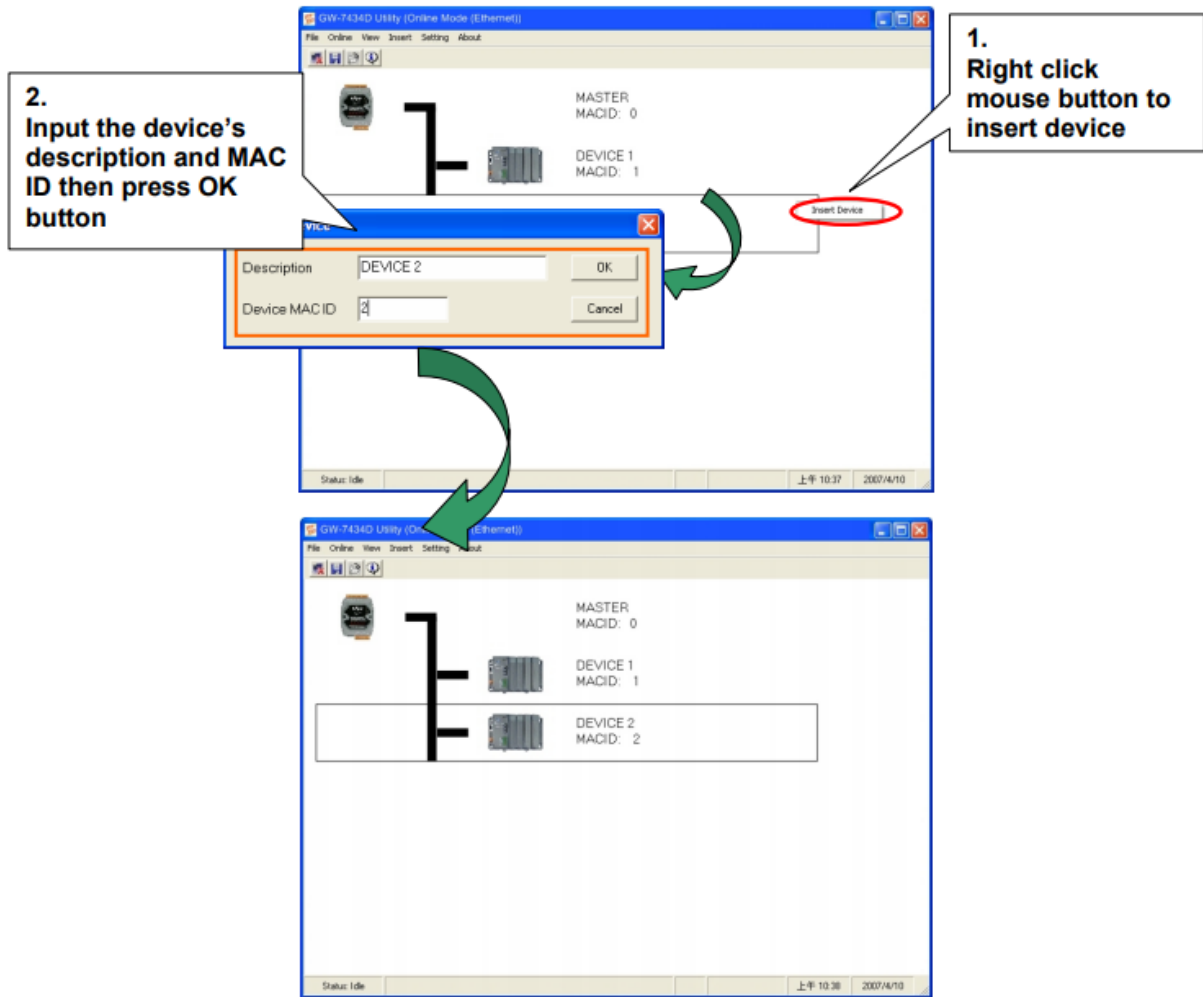 GW-7434D Utility (Online Mode (Ethernet))
File Online View Insert Setting About
1.
Right click
mouse button to
insert device
2.
Input the device's
description and MAC
ID then press OK
button
MASTER
MACID: 0
DEVICE 1
MACID: 1
Insert Device
vice
Description DEVICE 2 OK
Device MAC ID 2 Cancel
Status: Idle 上午 10:37 2007/4/10
GW-7434D Utility (On (Ethernet))
File Online View Insert Setting About
MASTER
MACID: 0
DEVICE 1
MACID: 1
DEVICE 2
MACID: 2
Status: Idle 上午 10:38 2007/4/10